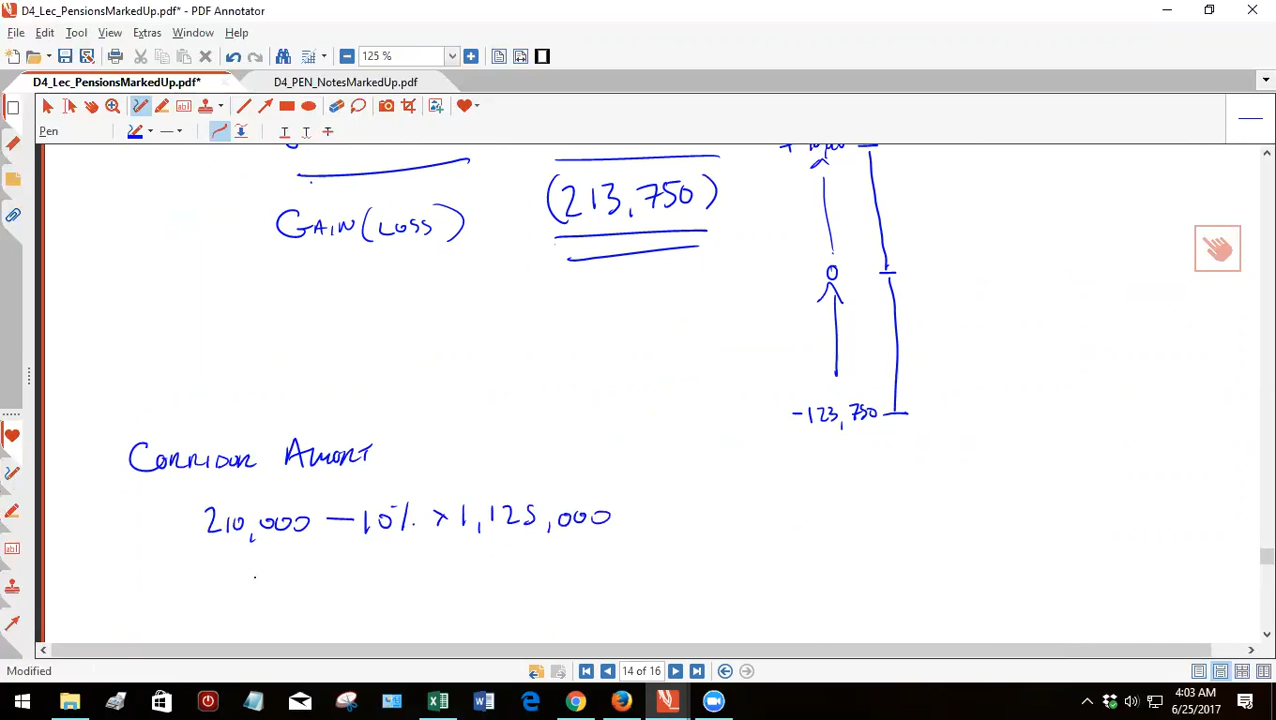 D4_Lec_PensionsMarkedUp.pdf* - PDF Annotator
File Edit Tool View Extras Window Help
125 %
D4_Lec_PensionsMarkedUp.pdf* D4_PEN_NotesMarkedUp.pdf
Pen
(213,750)
GAIN(LOSS)
0
-123,750
CORRIDOR AMORT
210,000 — 10% x 1,125,000
14 of 16
Modified
4:03 AM
6/25/2017